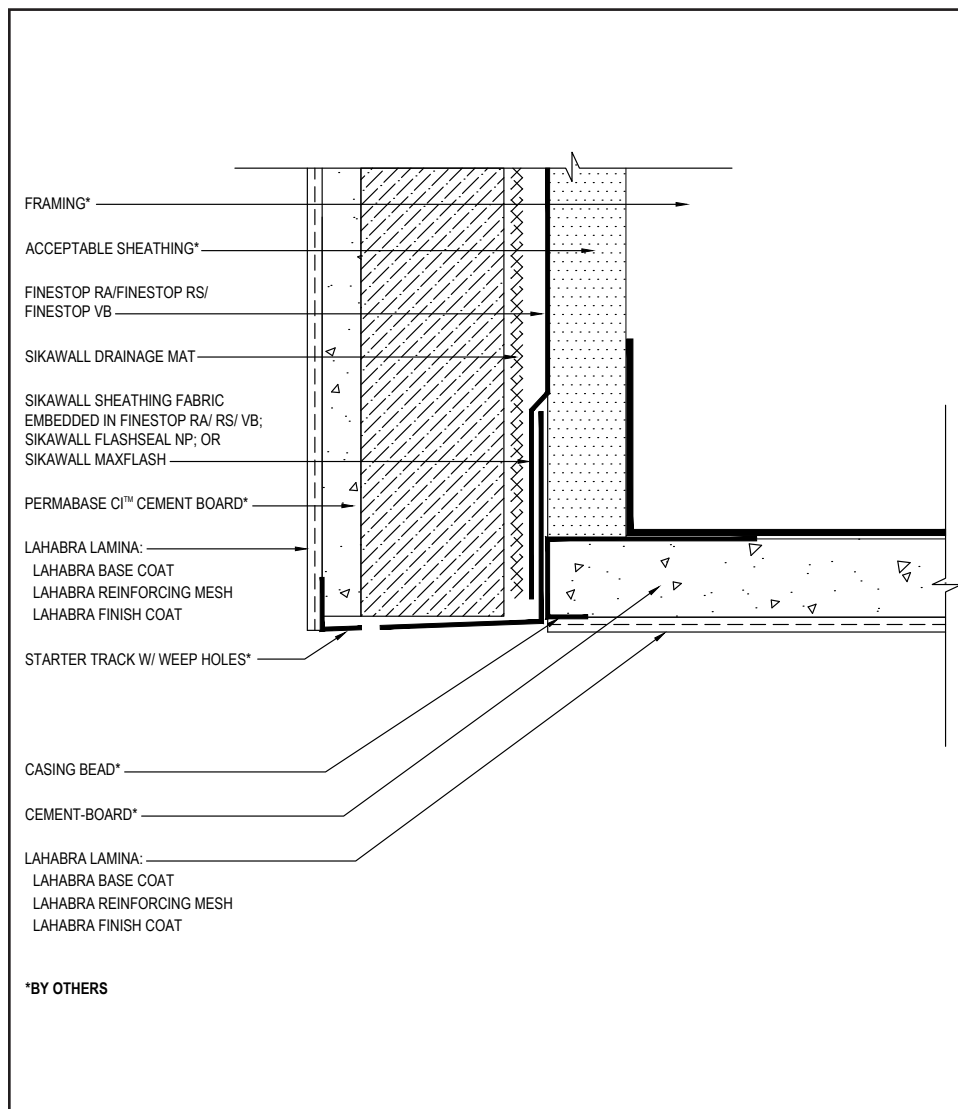 FRAMING*
ACCEPTABLE SHEATHING*
FINESTOP RA/FINESTOP RS/
FINESTOP VB
SIKAWALL DRAINAGE MAT
SIKAWALL SHEATHING FABRIC
EMBEDDED IN FINESTOP RA/ RS/ VB;
SIKAWALL FLASHSEAL NP; OR
SIKAWALL MAXFLASH
PERMABASE CI™ CEMENT BOARD*
LAHABRA LAMINA:
LAHABRA BASE COAT
LAHABRA REINFORCING MESH
LAHABRA FINISH COAT
STARTER TRACK W/ WEEP HOLES*
CASING BEAD*
CEMENT-BOARD*
LAHABRA LAMINA:
LAHABRA BASE COAT
LAHABRA REINFORCING MESH
LAHABRA FINISH COAT
*BY OTHERS